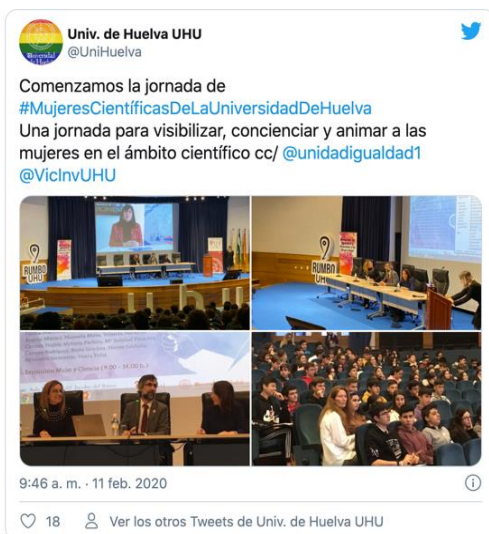 Univ. de Huelva UHU
@UniHuelva
Comenzamos la jornada de
#MujeresCientíficasDeLaUniversidadDeHuelva
Una jornada para visibilizar, concienciar y animar a las
mujeres en el ámbito científico cc/ @unidadigualdad1
@VicInvUHU
RUMBO
UHU
RUMBO
UHU
9:46 a. m. · 11 feb. 2020
18
Ver los otros Tweets de Univ. de Huelva UHU